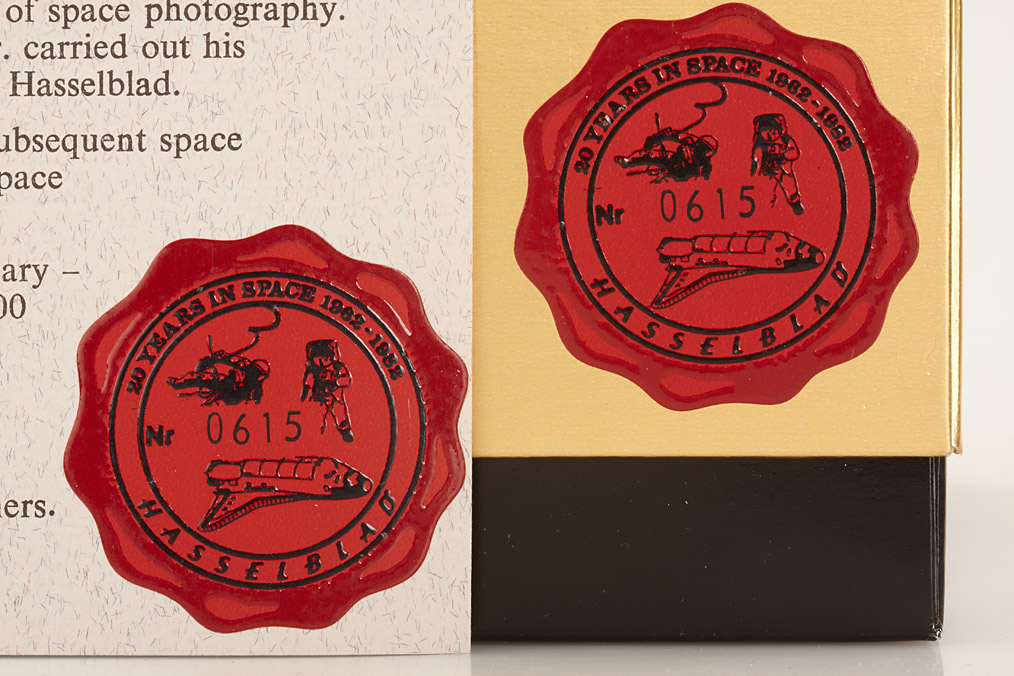 of space photography.
. carried out his
Hasselblad.
ubsequent space
pace
ary –
00
ers.
20 YEARS IN SPACE 1962-1982
Nr 0615
HASSELBLAD
20 YEARS IN SPACE 1962-1982
Nr 0615
HASSELBLAD